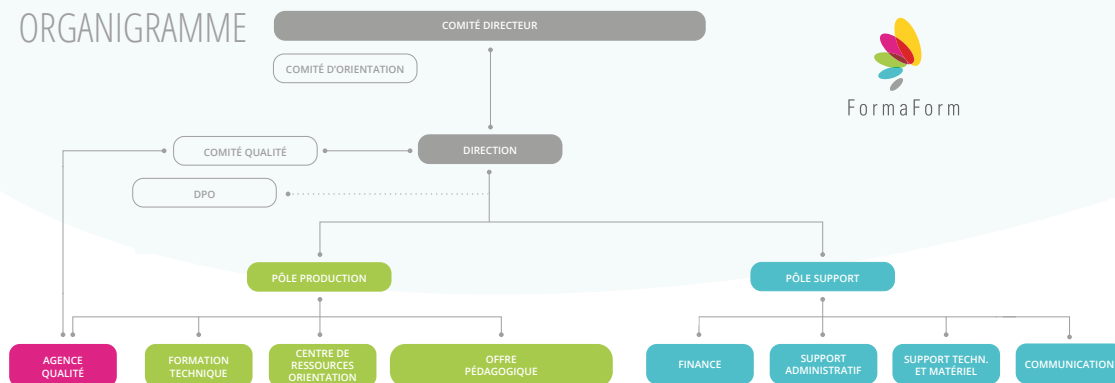 ORGANIGRAMME
COMITÉ DIRECTEUR
COMITÉ D'ORIENTATION
FormaForm
COMITÉ QUALITÉ
DIRECTION
DPO
PÔLE PRODUCTION
PÔLE SUPPORT
AGENCE
QUALITÉ
FORMATION
TECHNIQUE
CENTRE DE
RESSOURCES
ORIENTATION
OFFRE
PÉDAGOGIQUE
FINANCE
SUPPORT
ADMINISTRATIF
SUPPORT TECHN.
ET MATÉRIEL
COMMUNICATION